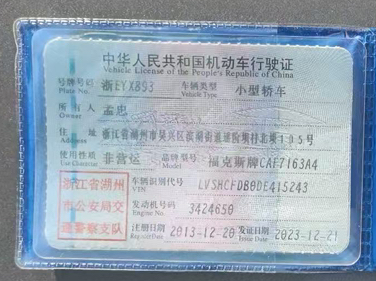 中华人民共和国机动车行驶证
Vehicle License of the People's Republic of China
号牌号码 浙EYX893 车辆类型 小型轿车
Plate No. Vehicle Type
所有人 孟忠
Owner
住址 浙江省湖州市吴兴区滨湖街道
Address
使用性质 非营运 品牌型号 福克斯牌CAF7163A4
Use Character Model
浙江省湖州 车辆识别代号 LVSHCFDB0DE415243
VIN
市公安局交 发动机号码 3424650
Engine No.
通警察支队 注册日期 2013-12-20 发证日期 2023-12-21
Register Date Issue Date